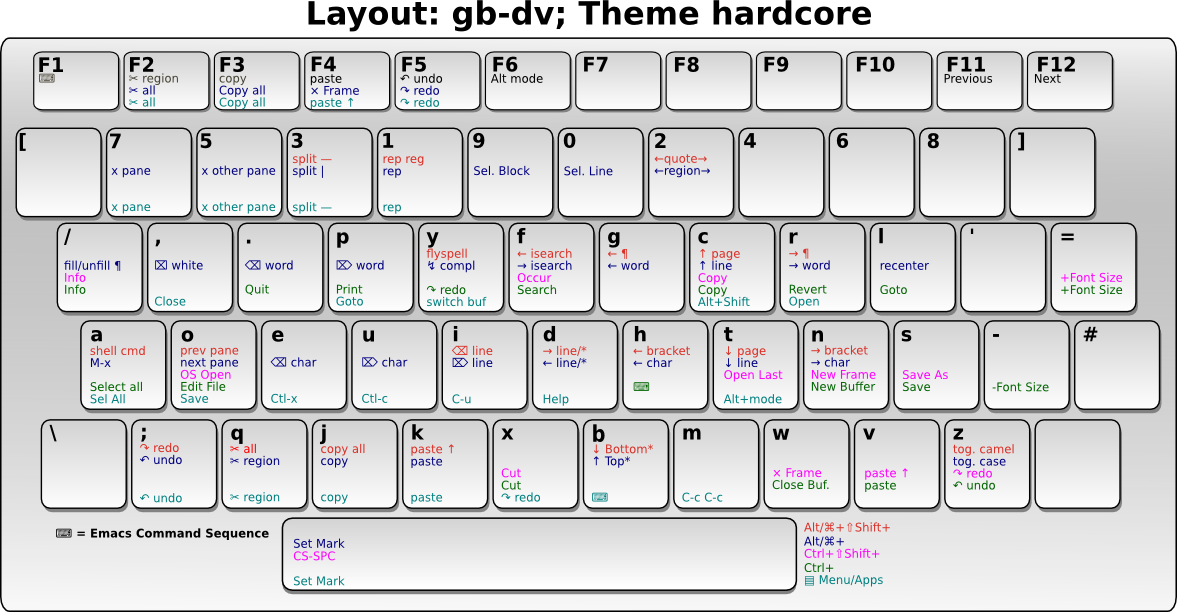 Layout: gb-dv; Theme hardcore
F1
⌨
F2
✂ region
✂ all
✂ all
F3
copy
Copy all
Copy all
F4
paste
× Frame
paste ↑
F5
↶ undo
↷ redo
↷ redo
F6
Alt mode
F7
F8
F9
F10
F11
Previous
F12
Next
[
7
x pane
x pane
5
x other pane
x other pane
3
split —
split |
split —
1
rep reg
rep
rep
9
Sel. Block
0
Sel. Line
2
←quote→
←region→
4
6
8
]
/
fill/unfill ¶
Info
Info
,
⌧ white
Close
.
⌫ word
Quit
p
⌦ word
Print
Goto
y
flyspell
↯ compl
↷ redo
switch buf
f
← isearch
→ isearch
Occur
Search
g
← ¶
← word
c
↑ page
↑ line
Copy
Copy
Alt+Shift
r
→ ¶
→ word
Revert
Open
l
recenter
Goto
'
=
+Font Size
+Font Size
a
shell cmd
M-x
Select all
Sel All
o
prev pane
next pane
OS Open
Edit File
Save
e
⌫ char
Ctl-x
u
⌦ char
Ctl-c
i
⌫ line
⌦ line
C-u
d
→ line/*
← line/*
Help
h
← bracket
← char
⌨
t
↓ page
↓ line
Open Last
Alt+mode
n
→ bracket
→ char
New Frame
New Buffer
s
Save As
Save
-
-Font Size
#
\
;
↷ redo
↶ undo
↶ undo
q
✂ all
✂ region
✂ region
j
copy all
copy
copy
k
paste ↑
paste
paste
x
Cut
Cut
↷ redo
b
↓ Bottom*
↑ Top*
⌨
m
C-c C-c
w
× Frame
Close Buf.
v
paste ↑
paste
z
tog. camel
tog. case
↷ redo
↶ undo
⌨ = Emacs Command Sequence
Set Mark
CS-SPC
Set Mark
Alt/⌘+⇧Shift+
Alt/⌘+
Ctrl+⇧Shift+
Ctrl+
▤ Menu/Apps